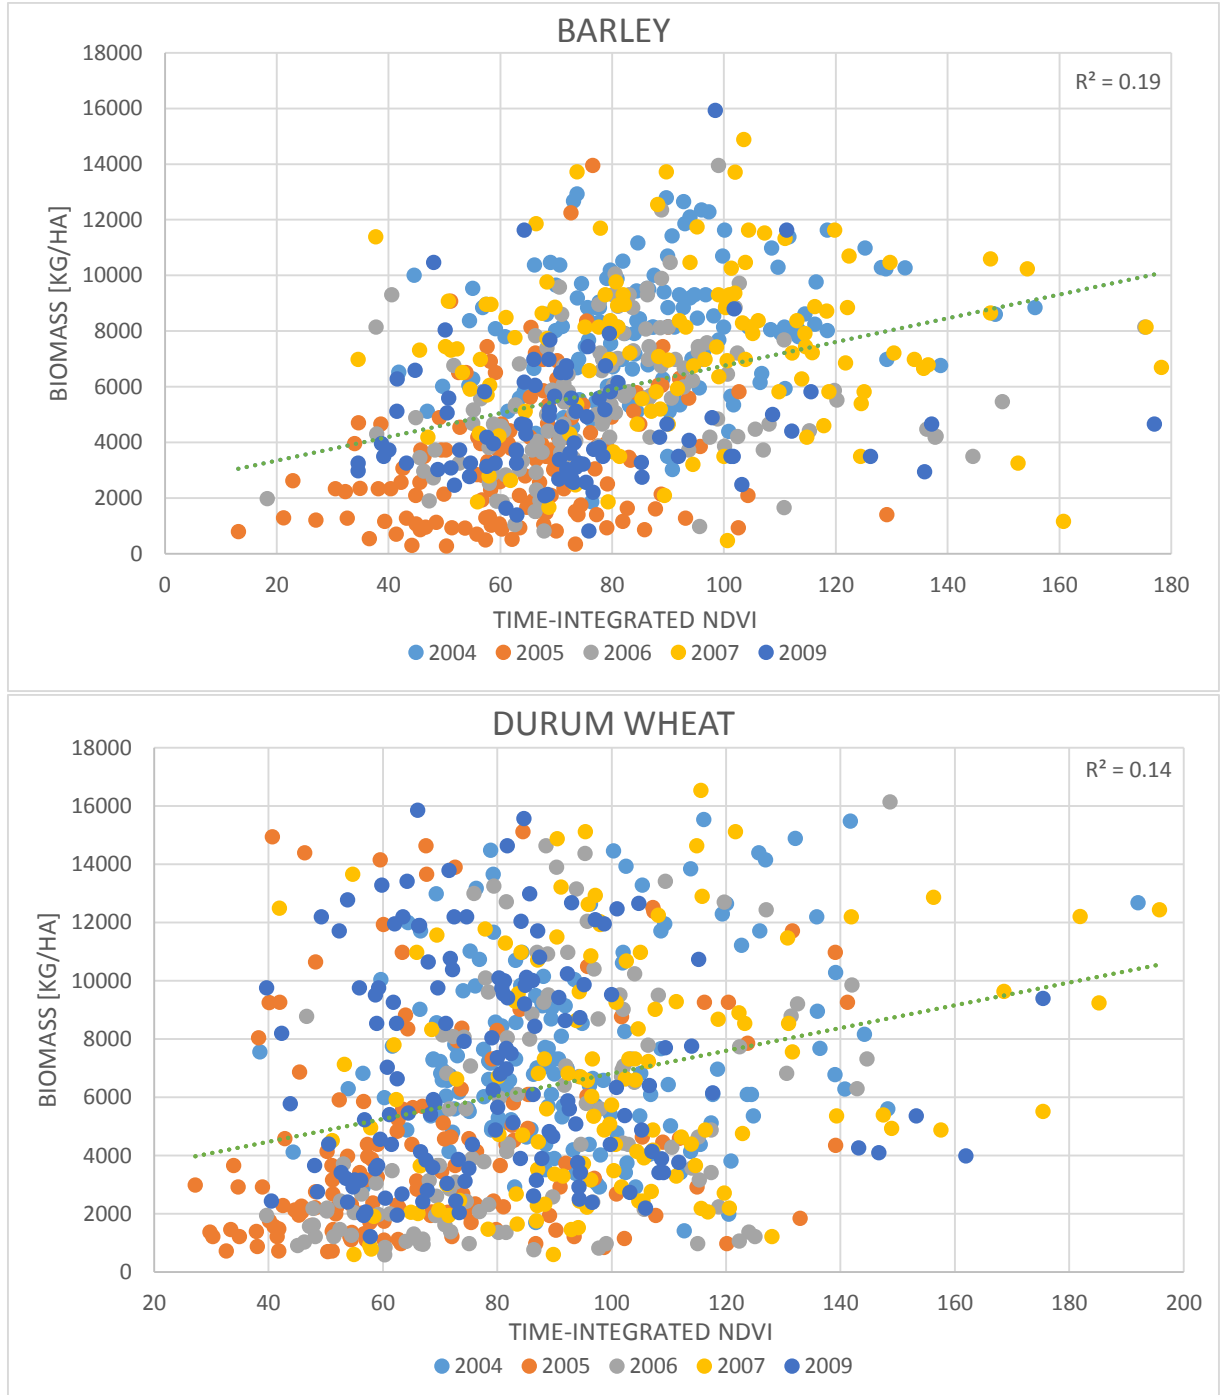 BARLEY
R² = 0.19
BIOMASS [KG/HA]
18000
16000
14000
12000
10000
8000
6000
4000
2000
0
0 20 40 60 80 100 120 140 160 180
TIME-INTEGRATED NDVI
2004 2005 2006 2007 2009
DURUM WHEAT
R² = 0.14
BIOMASS [KG/HA]
18000
16000
14000
12000
10000
8000
6000
4000
2000
0
20 40 60 80 100 120 140 160 180 200
TIME-INTEGRATED NDVI
2004 2005 2006 2007 2009